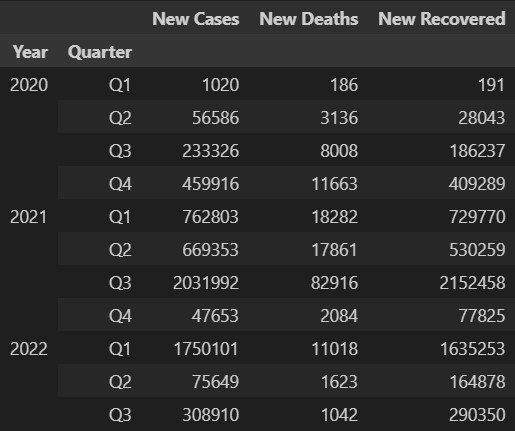 New Cases New Deaths New Recovered
Year Quarter
2020 Q1 1020 186 191
Q2 56586 3136 28043
Q3 233326 8008 186237
Q4 459916 11663 409289
2021 Q1 762803 18282 729770
Q2 669353 17861 530259
Q3 2031992 82916 2152458
Q4 47653 2084 77825
2022 Q1 1750101 11018 1635253
Q2 75649 1623 164878
Q3 308910 1042 290350